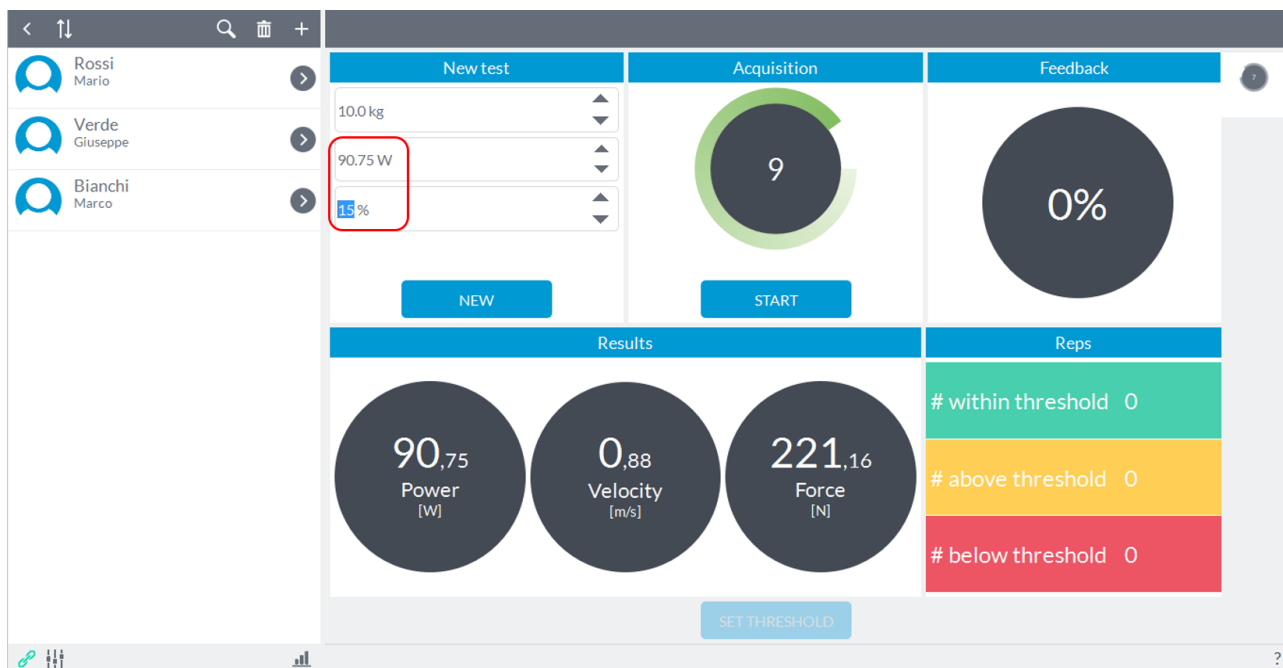 Rossi
Mario
Verde
Giuseppe
Bianchi
Marco
New test
10.0 kg
90.75 W
15 %
NEW
Acquisition
9
START
Feedback
0%
7
Results
90,75
Power
[W]
0,88
Velocity
[m/s]
221,16
Force
[N]
Reps
# within threshold 0
# above threshold 0
# below threshold 0
SET THRESHOLD
?